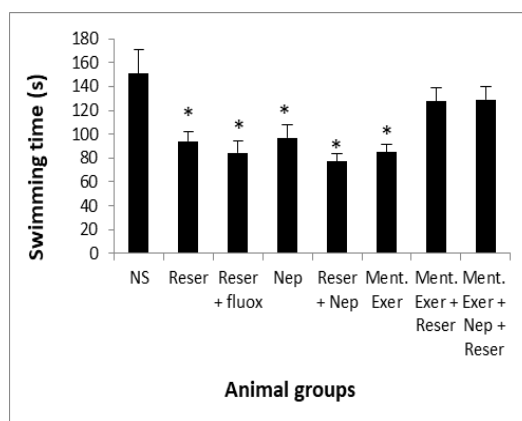 180
160
140
120
100
80
60
40
20
0
Swimming time (s)
*
*
*
*
*
NS
Reser
Reser
+ fluox
Nep
Reser
+ Nep
Ment.
Exer
Ment.
Exer +
Reser
Ment.
Exer +
Nep +
Reser
Animal groups